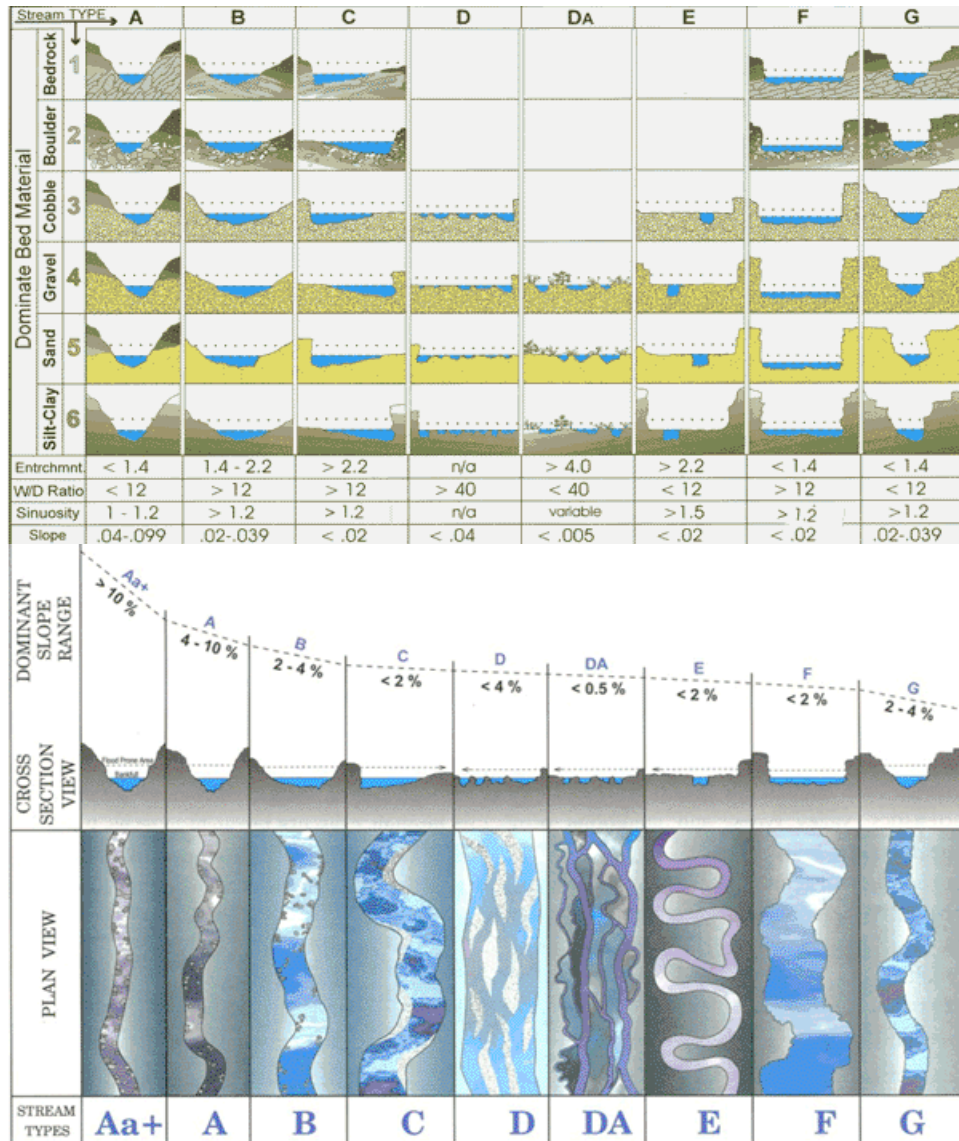 Stream TYPE A B C D DA E F G
Dominate Bed Material
Bedrock 1
Boulder 2
Cobble 3
Gravel 4
Sand 5
Silt-Clay 6
Entrchmnt. < 1.4 1.4 - 2.2 > 2.2 n/a > 4.0 > 2.2 < 1.4 < 1.4
W/D Ratio < 12 > 12 > 12 > 40 < 40 < 12 > 12 < 12
Sinuosity 1 - 1.2 > 1.2 >1.2 n/a variable >1.5 >1.2 >1.2
Slope .04-.099 .02-.039 < .02 < .04 < .005 < .02 < .02 .02-.039
DOMINANT
SLOPE
RANGE
Aa+
> 10 %
A
4 - 10 %
B
2 - 4 %
C
< 2 %
D
< 4 %
DA
< 0.5 %
E
< 2 %
F
< 2 %
G
2 - 4 %
CROSS
SECTION
VIEW
Flood Prone Area
Bankfull
PLAN VIEW
STREAM
TYPES
Aa+ A B C D DA E F G